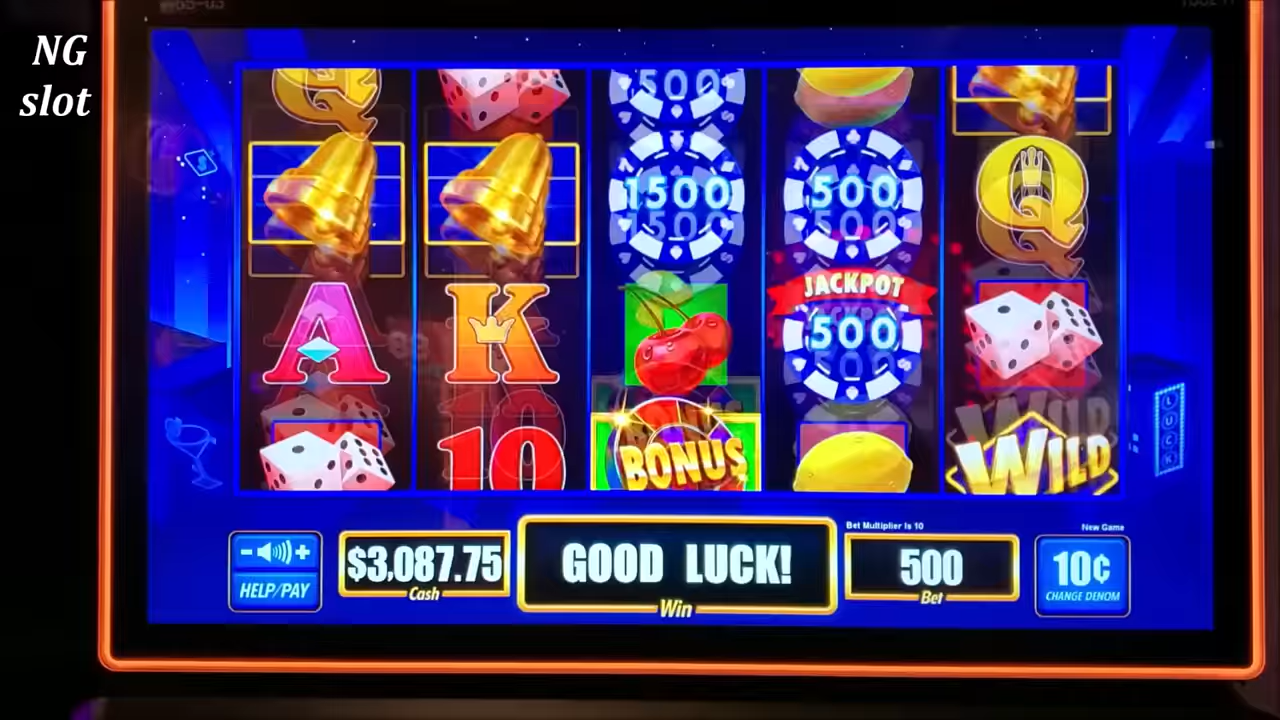 NG
slot
Q
500
1500
1500
500
500
Q
JACKPOT
A
K
500
10
BONUS
WILD
LUCK
$3,087.75
Cash
HELP/PAY
GOOD LUCK!
Win
Bet Multiplier is 10
500
Bet
New Game
10¢
CHANGE DENOM